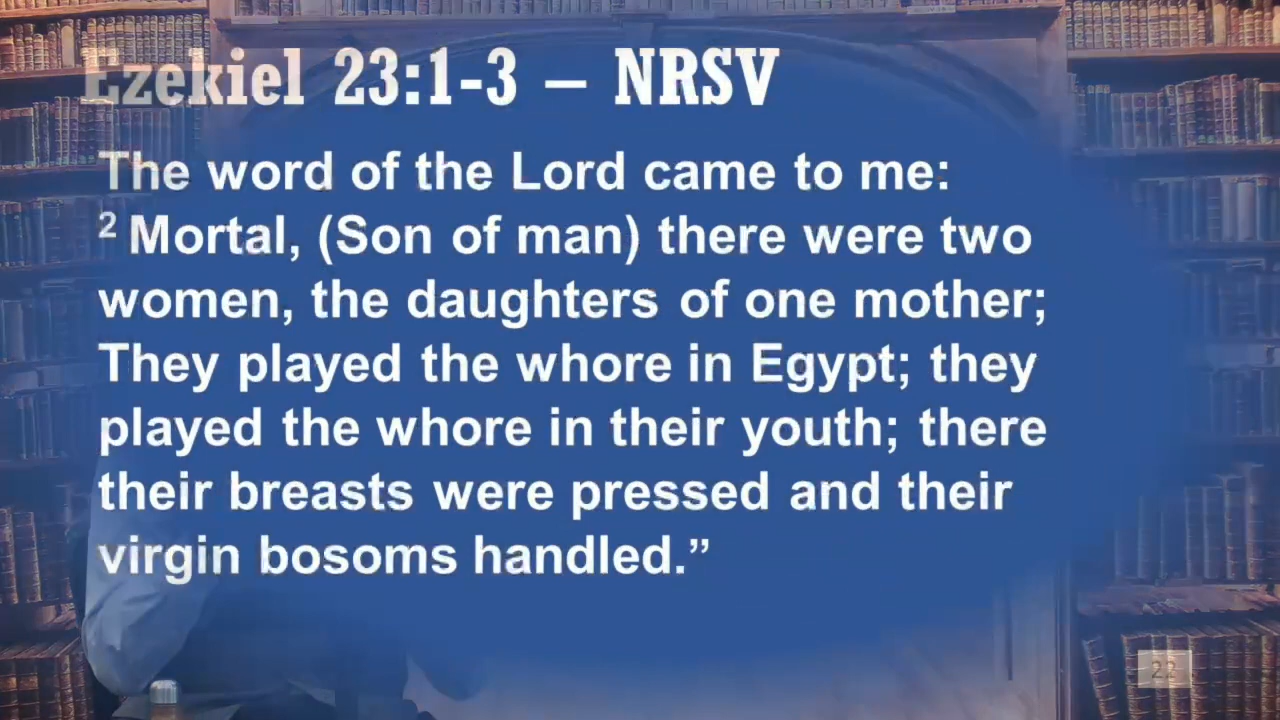 Ezekiel 23:1-3 – NRSV
The word of the Lord came to me:
² Mortal, (Son of man) there were two
women, the daughters of one mother;
They played the whore in Egypt; they
played the whore in their youth; there
their breasts were pressed and their
virgin bosoms handled.”
22